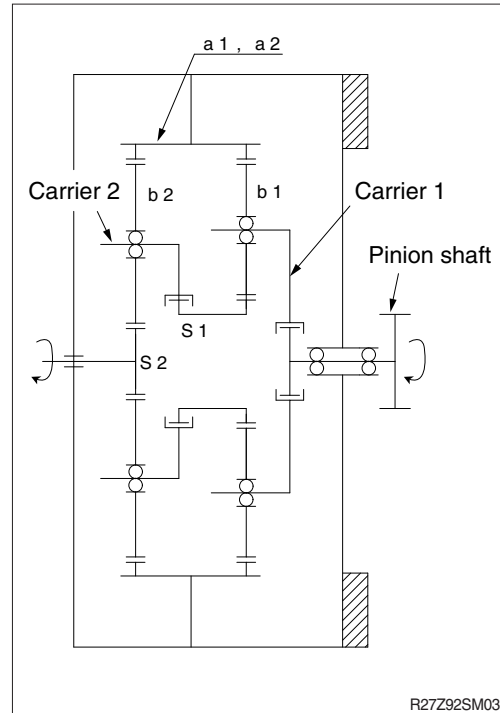 a 1 , a 2
b 2
b 1
Carrier 2
Carrier 1
Pinion shaft
S 1
S 2
R27Z92SM03